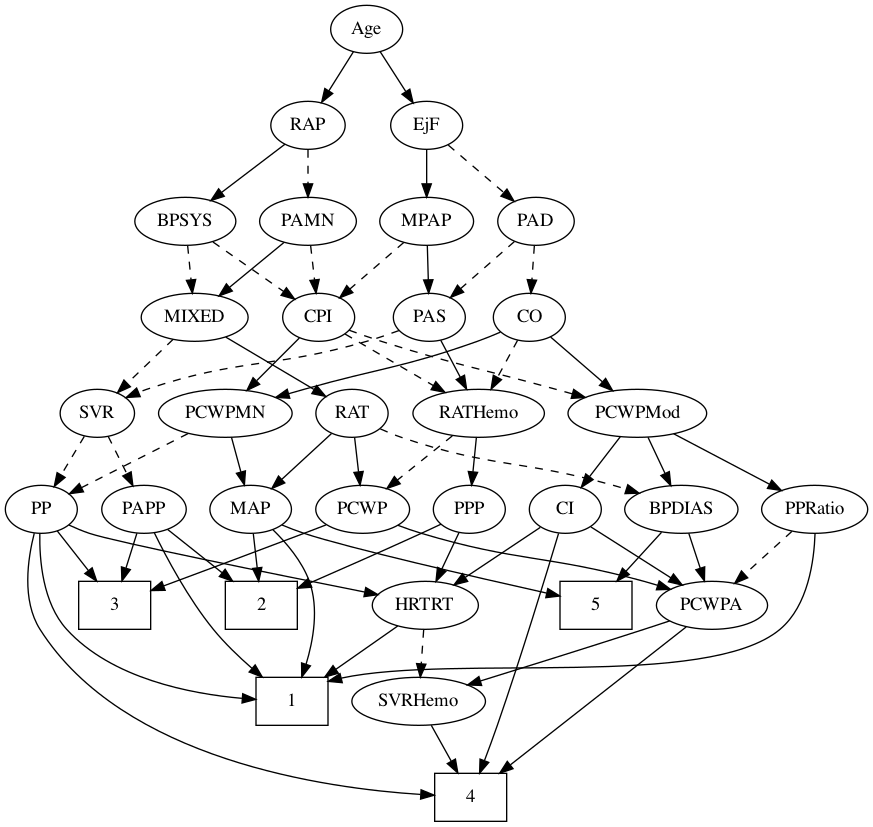 Age
RAP
EjF
BPSYS
PAMN
MPAP
PAD
MIXED
CPI
PAS
CO
SVR
PCWPMN
RAT
RATHemo
PCWPMod
PP
PAPP
MAP
PCWP
PPP
CI
BPDIAS
PPRatio
3
2
HRTRT
5
PCWPA
1
SVRHemo
4